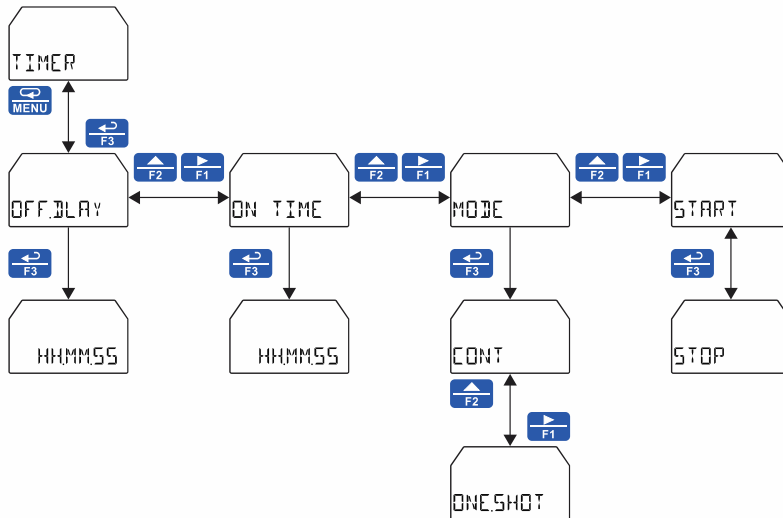 TIMER
MENU
F3
OFF.DLAY
F2 F1
ON TIME
F2 F1
MODE
F2 F1
START
F3
F3
F3
F3
HH.MM.SS
HH.MM.SS
CONT
STOP
F2
F1
ONE.SHOT